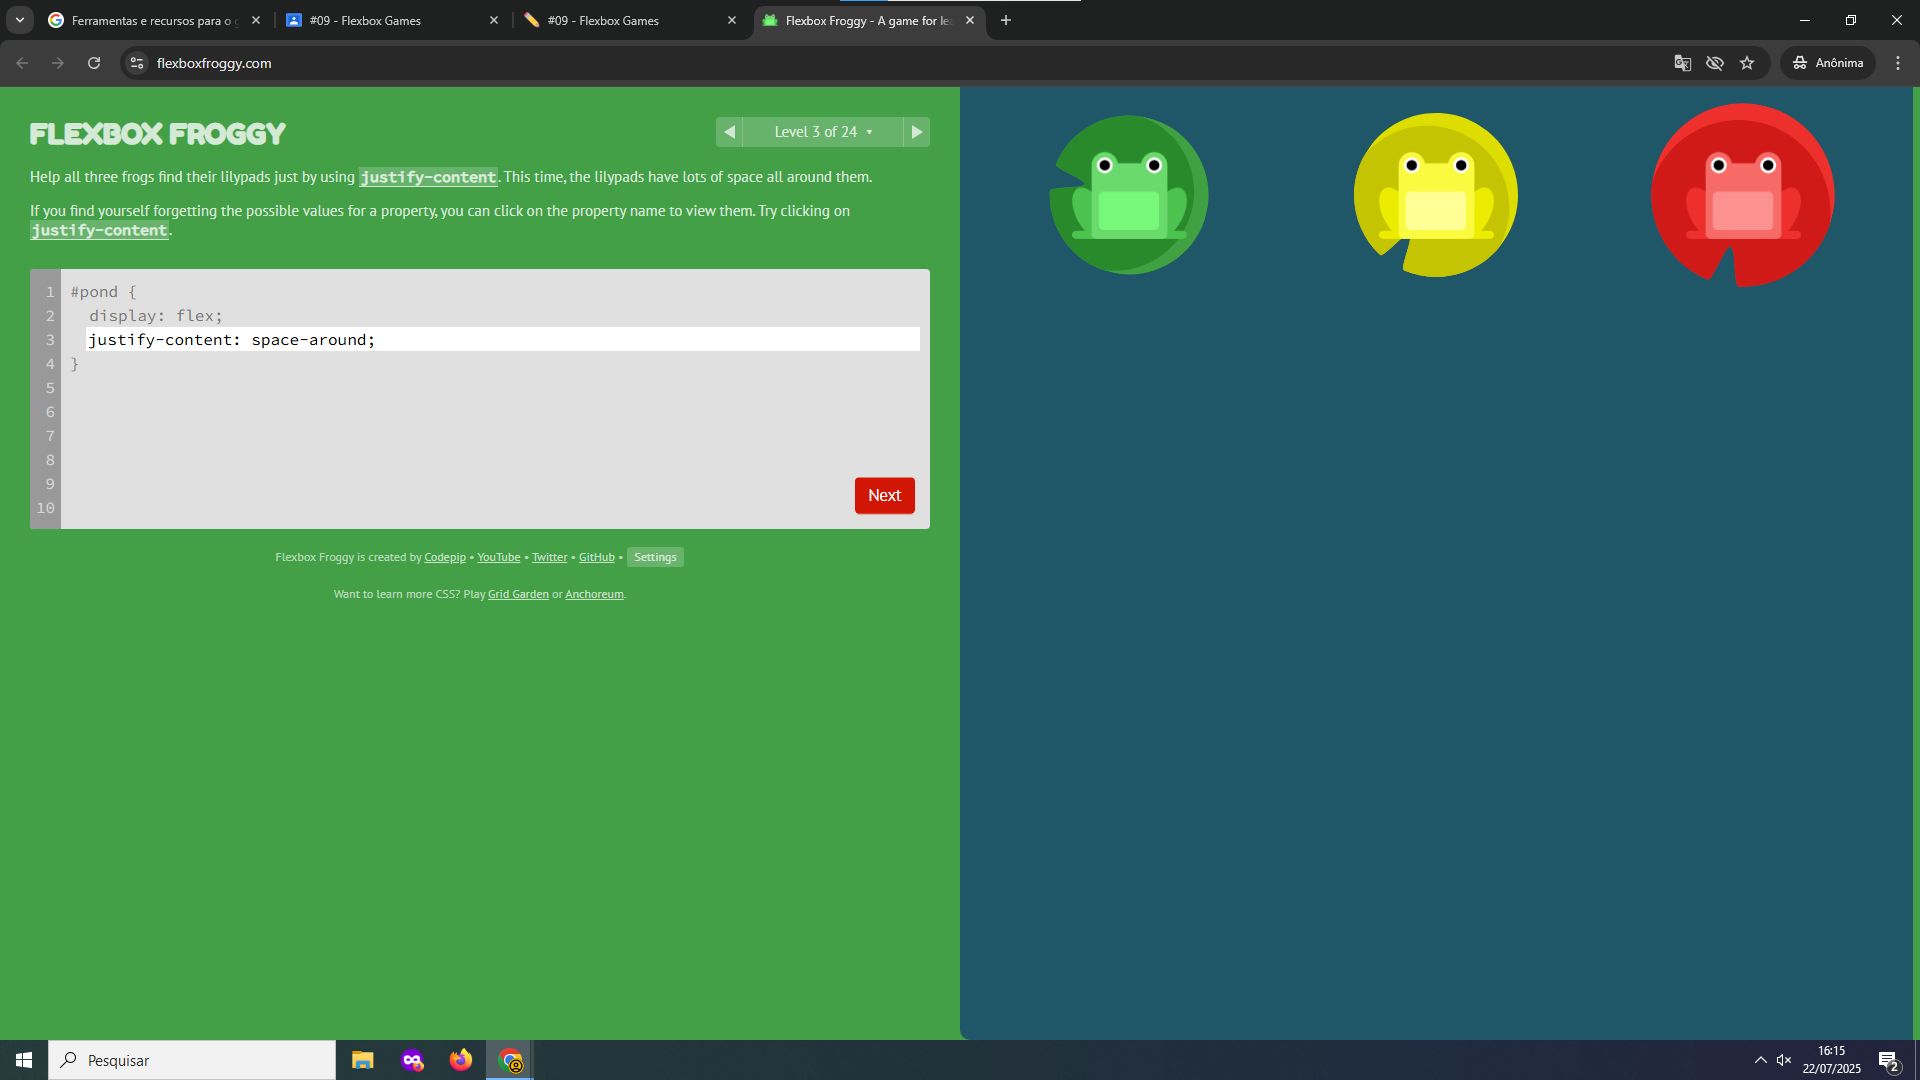 Ferramentas e recursos para o g
#09 - Flexbox Games
#09 - Flexbox Games
Flexbox Froggy - A game for lea
flexboxfroggy.com
Anônima
FLEXBOX FROGGY
Level 3 of 24
Help all three frogs find their lilypads just by using justify-content. This time, the lilypads have lots of space all around them.
If you find yourself forgetting the possible values for a property, you can click on the property name to view them. Try clicking on
justify-content.
1 #pond {
2 display: flex;
3 justify-content: space-around;
4 }
5
6
7
8
9
10
Next
Flexbox Froggy is created by Codepip • YouTube • Twitter • GitHub • Settings
Want to learn more CSS? Play Grid Garden or Anchoreum.
Pesquisar
16:15
22/07/2025
2